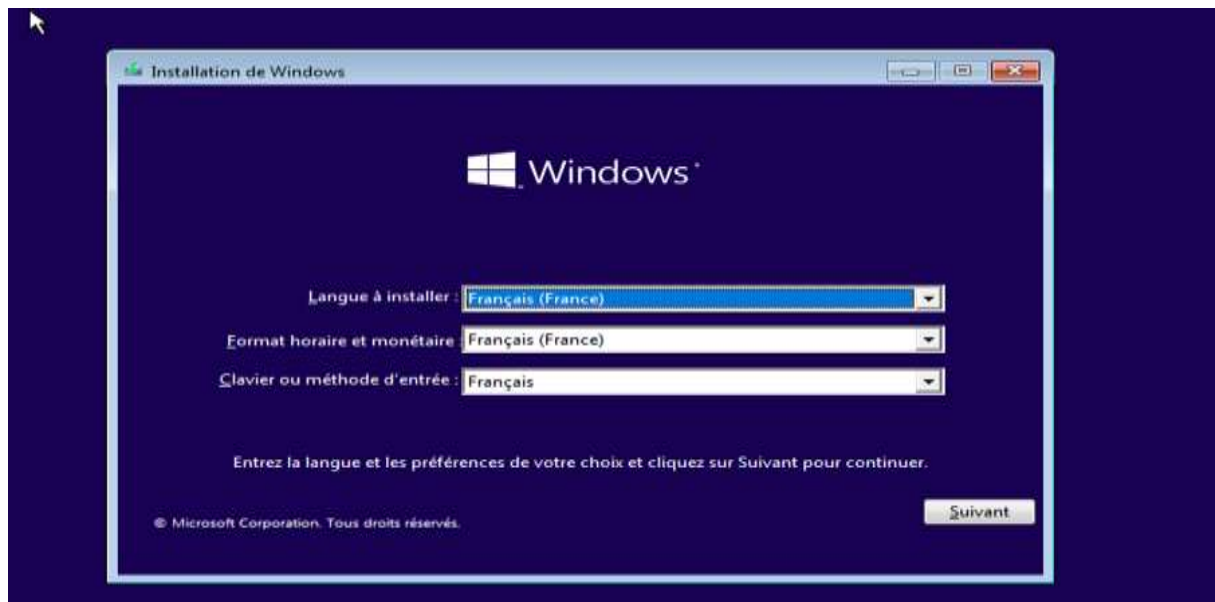 Installation de Windows
Windows
Langue à installer : Français (France)
Format horaire et monétaire : Français (France)
Clavier ou méthode d'entrée : Français
Entrez la langue et les préférences de votre choix et cliquez sur Suivant pour continuer.
© Microsoft Corporation. Tous droits réservés.
Suivant